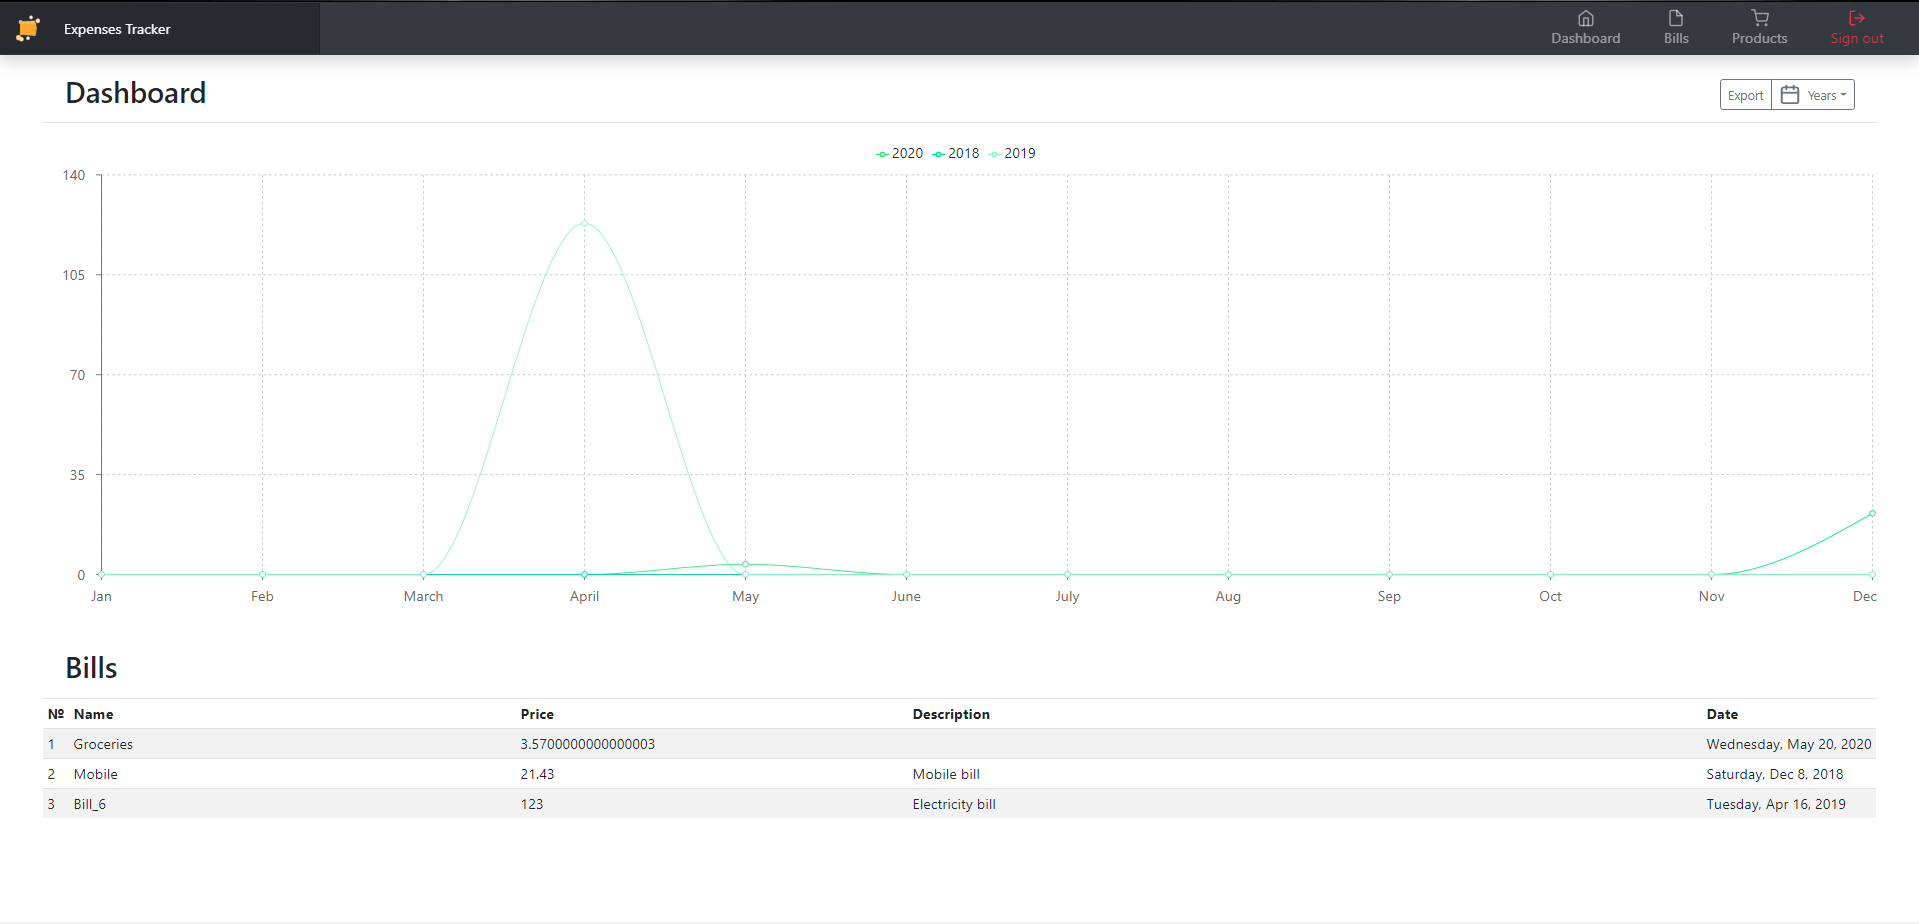 Expenses Tracker
Dashboard Bills Products Sign out
Dashboard
Export Years
2020 2018 2019
140
105
70
35
0
Jan Feb March April May June July Aug Sep Oct Nov Dec
Bills
№ Name Price Description Date
1 Groceries 3.5700000000000003 Wednesday, May 20, 2020
2 Mobile 21.43 Mobile bill Saturday, Dec 8, 2018
3 Bill_6 123 Electricity bill Tuesday, Apr 16, 2019